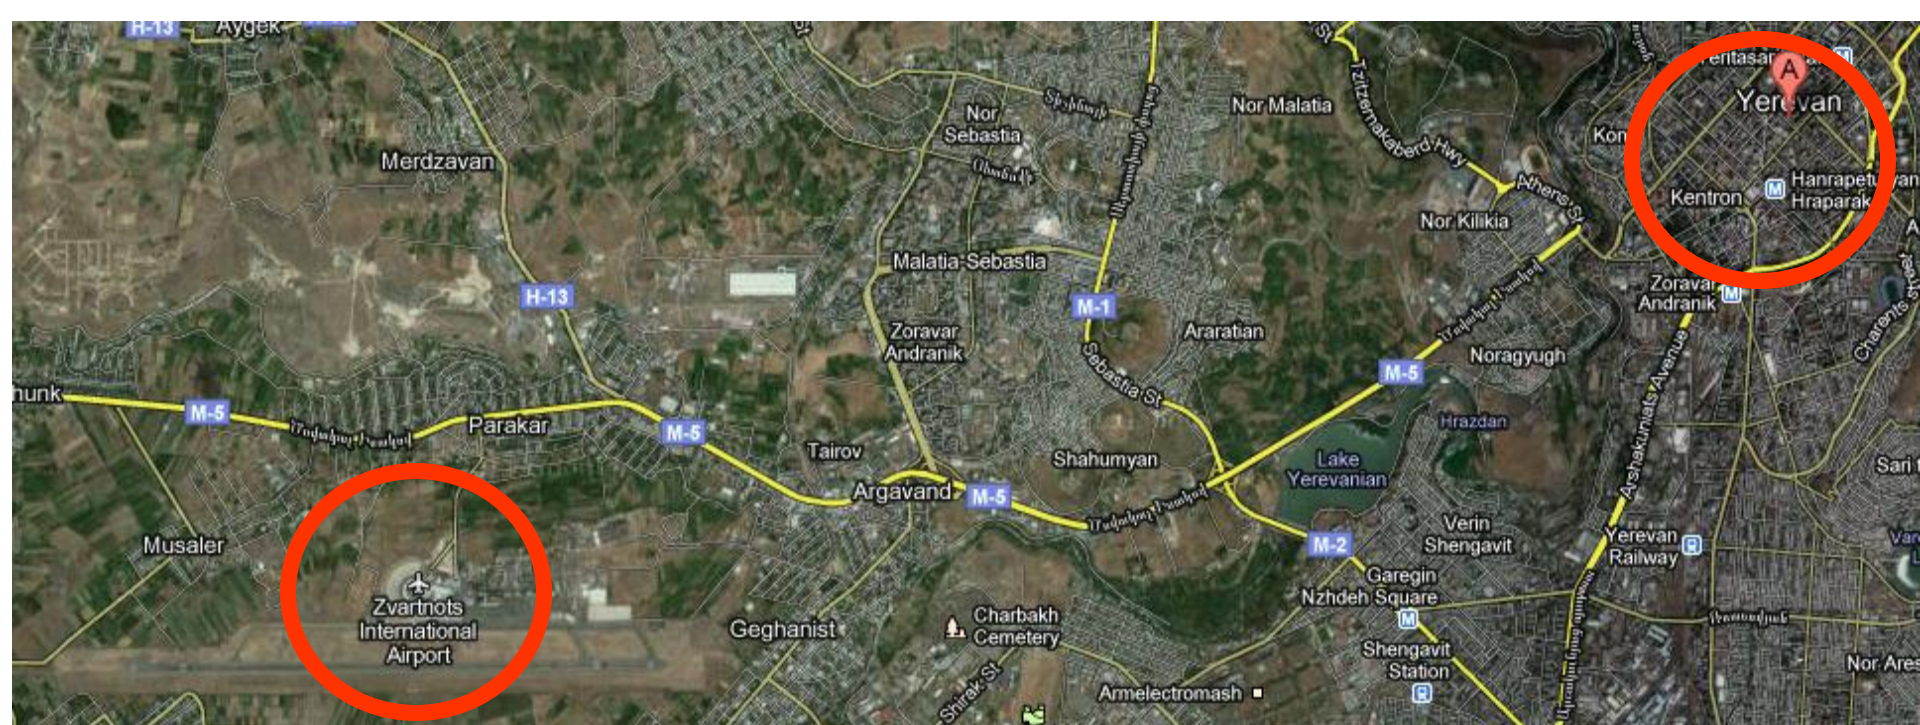 H-13
Aygek
Merdzavan
Nor
Sebastia
Տիչինայի
Nor Malatia
Tzitzernakaberd Hwy
Athens St
Nor Kilikia
Yerevan
A
Kentron
Hanrapetutyan
Hraparak
Malatia-Sebastia
H-13
M-1
Zoravar
Andranik
Araratian
Sebastia St
M-5
Noragyugh
Zoravar
Andranik
Charents Street
Arshakuniats Avenue
hunk
M-5
Parakar
M-5
Tairov
Argavand
M-5
Shahumyan
Hrazdan
Lake
Yerevanian
Sari
Musaler
M-2
Verin
Shengavit
Yerevan
Railway
Garegin
Nzhdeh Square
Zvartnots
International
Airport
Geghanist
Charbakh
Cemetery
Shengavit
Station
Nor Ares
Shirak St
Armelectromash